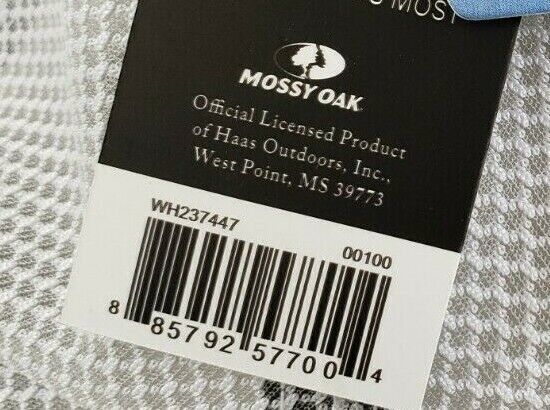 MOST
MOSSY OAK
Official Licensed Product
of Haas Outdoors, Inc.,
West Point, MS 39773
WH237447
00100
8 85792 57700 4